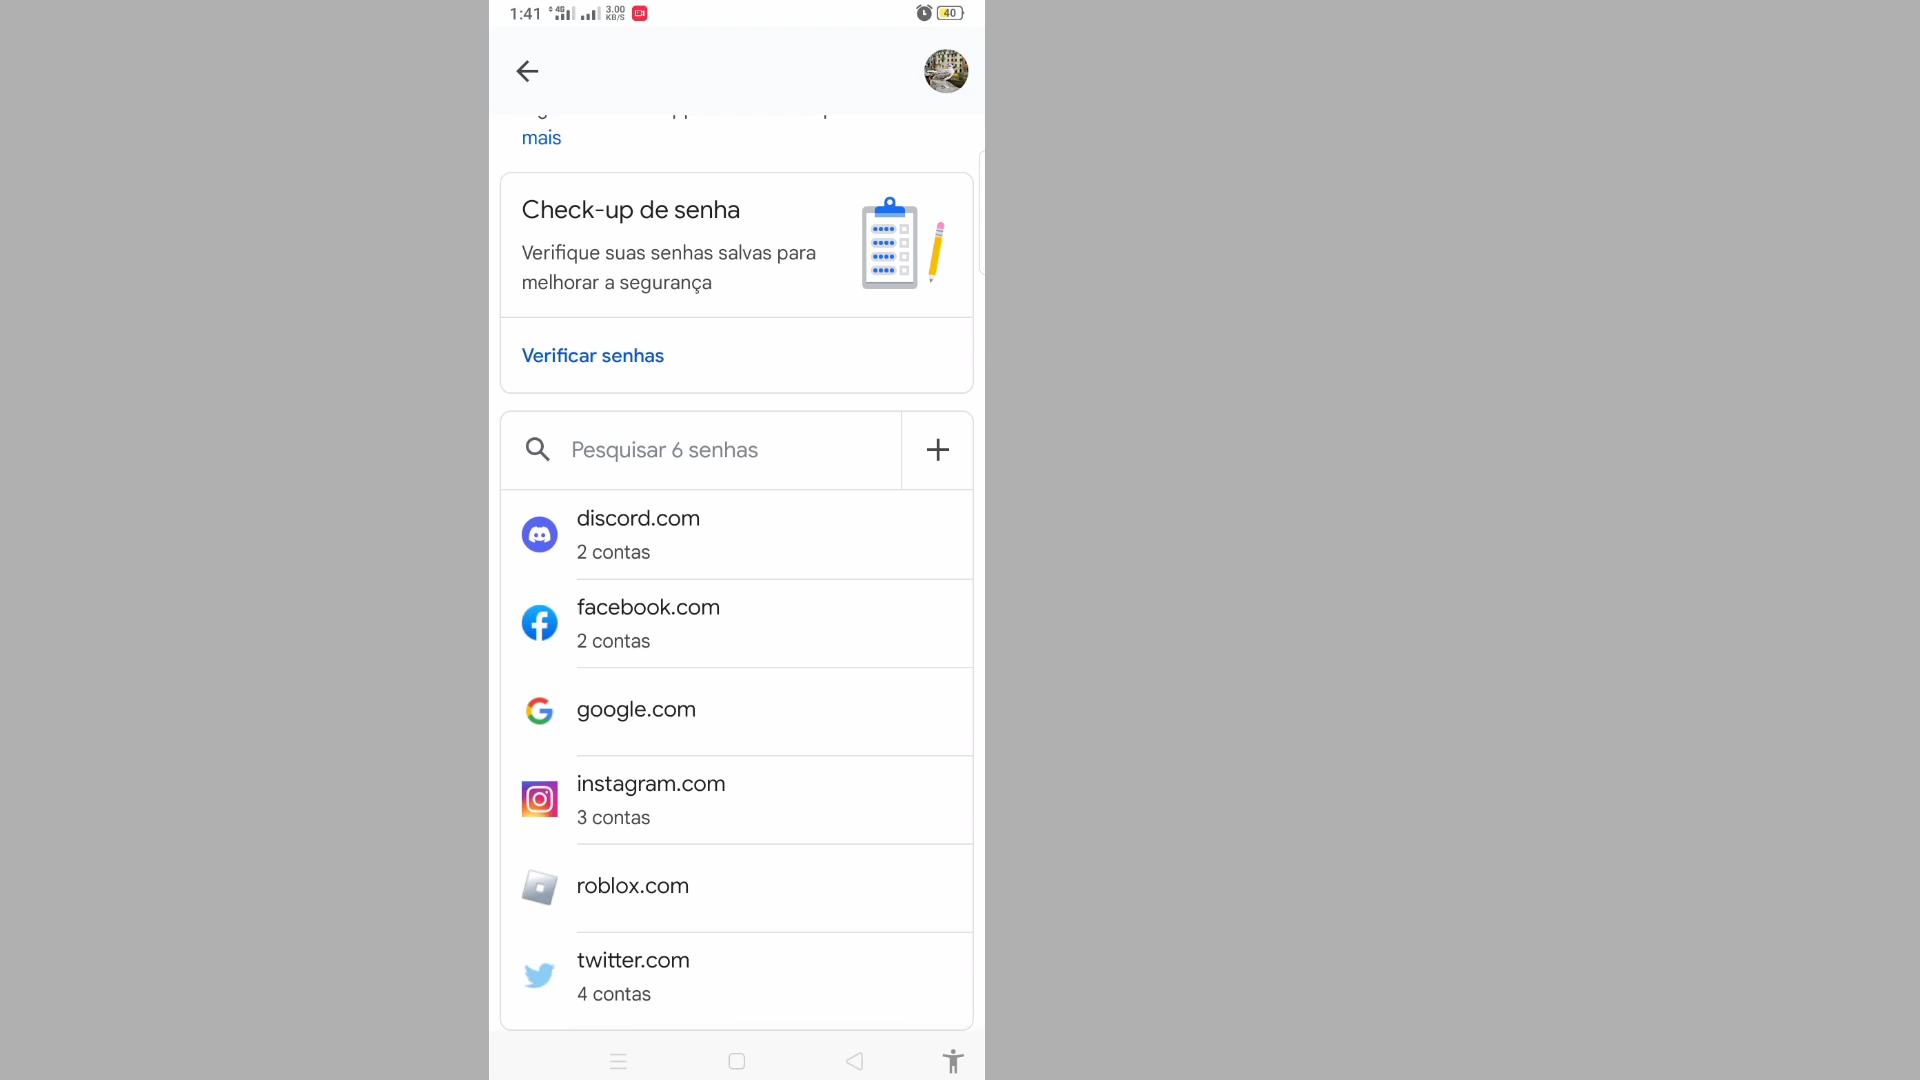 1:41 4G 3.00 KB/S 40
mais
Check-up de senha
Verifique suas senhas salvas para
melhorar a segurança
Verificar senhas
Pesquisar 6 senhas
discord.com
2 contas
facebook.com
2 contas
google.com
instagram.com
3 contas
roblox.com
twitter.com
4 contas